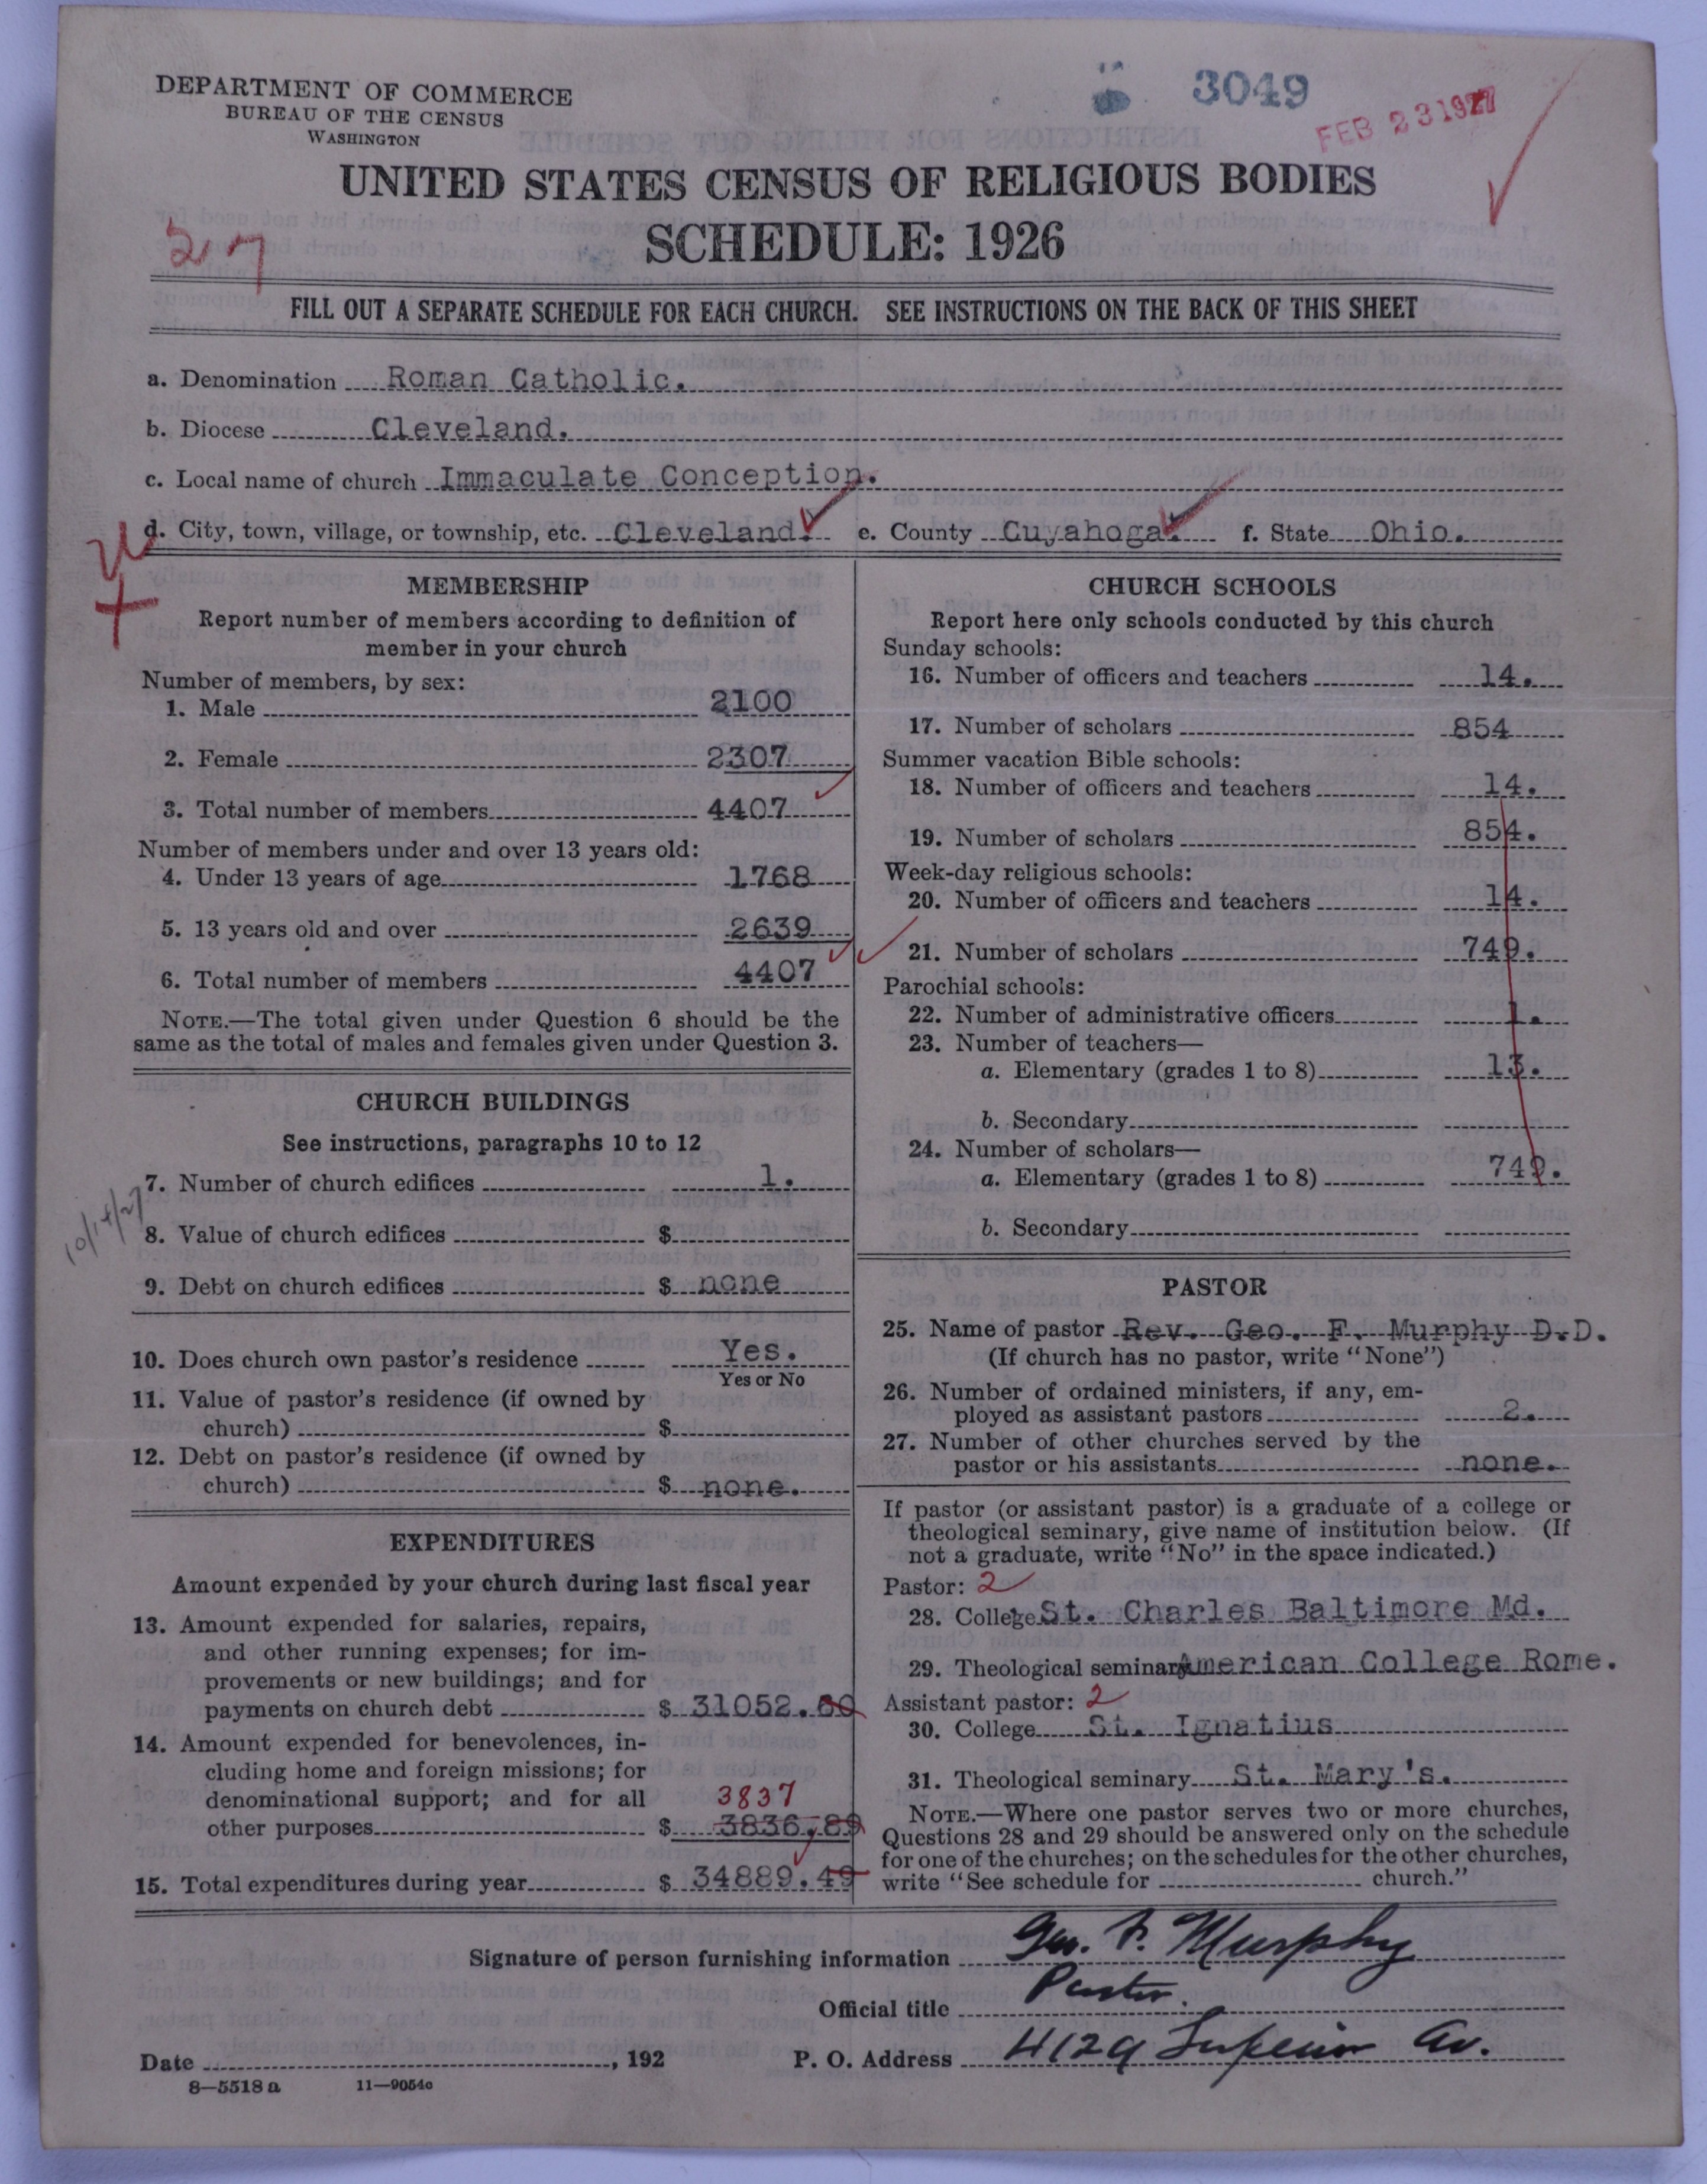 DEPARTMENT OF COMMERCE
BUREAU OF THE CENSUS
WASHINGTON
3049
FEB 23 1927
UNITED STATES CENSUS OF RELIGIOUS BODIES
SCHEDULE: 1926
27
FILL OUT A SEPARATE SCHEDULE FOR EACH CHURCH. SEE INSTRUCTIONS ON THE BACK OF THIS SHEET
a. Denomination Roman Catholic.
b. Diocese Cleveland.
c. Local name of church Immaculate Conception.
d. City, town, village, or township, etc. Cleveland. e. County Cuyahoga. f. State Ohio.
MEMBERSHIP
Report number of members according to definition of
member in your church
Number of members, by sex:
1. Male 2100
2. Female 2307
3. Total number of members 4407
Number of members under and over 13 years old:
4. Under 13 years of age 1768
5. 13 years old and over 2639
6. Total number of members 4407
NOTE.—The total given under Question 6 should be the
same as the total of males and females given under Question 3.
CHURCH BUILDINGS
See instructions, paragraphs 10 to 12
7. Number of church edifices 1.
10/14/27
8. Value of church edifices $
9. Debt on church edifices $ none
10. Does church own pastor's residence Yes.
Yes or No
11. Value of pastor's residence (if owned by
church) $
12. Debt on pastor's residence (if owned by
church) $ none.
EXPENDITURES
Amount expended by your church during last fiscal year
13. Amount expended for salaries, repairs,
and other running expenses; for im-
provements or new buildings; and for
payments on church debt $ 31052.60
14. Amount expended for benevolences, in-
cluding home and foreign missions; for
denominational support; and for all 3837
other purposes $ 3836,89
15. Total expenditures during year $ 34889.49
CHURCH SCHOOLS
Report here only schools conducted by this church
Sunday schools:
16. Number of officers and teachers 14.
17. Number of scholars 854
Summer vacation Bible schools:
18. Number of officers and teachers 14.
19. Number of scholars 854.
Week-day religious schools:
20. Number of officers and teachers 14.
21. Number of scholars 749.
Parochial schools:
22. Number of administrative officers 1.
23. Number of teachers—
a. Elementary (grades 1 to 8) 13.
b. Secondary
24. Number of scholars—
a. Elementary (grades 1 to 8) 749.
b. Secondary
PASTOR
25. Name of pastor Rev. Geo. F. Murphy D.D.
(If church has no pastor, write "None")
26. Number of ordained ministers, if any, em-
ployed as assistant pastors 2.
27. Number of other churches served by the
pastor or his assistants none.
If pastor (or assistant pastor) is a graduate of a college or
theological seminary, give name of institution below. (If
not a graduate, write "No" in the space indicated.)
Pastor: 2
28. College St. Charles Baltimore Md.
29. Theological seminary American College Rome.
Assistant pastor: 2
30. College St. Ignatius
31. Theological seminary St. Mary's.
NOTE.—Where one pastor serves two or more churches,
Questions 28 and 29 should be answered only on the schedule
for one of the churches; on the schedules for the other churches,
write "See schedule for church."
Signature of person furnishing information Geo. F. Murphy
Official title Pastor.
Date , 192 P. O. Address 4129 Superior Av.
8—5518 a 11—9054c